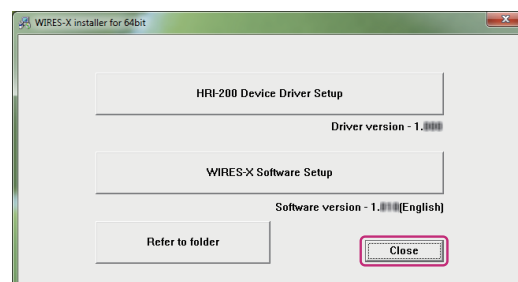 WIRES-X installer for 64bit
HRI-200 Device Driver Setup
Driver version - 1.
WIRES-X Software Setup
Software version - 1. (English)
Refer to folder
Close